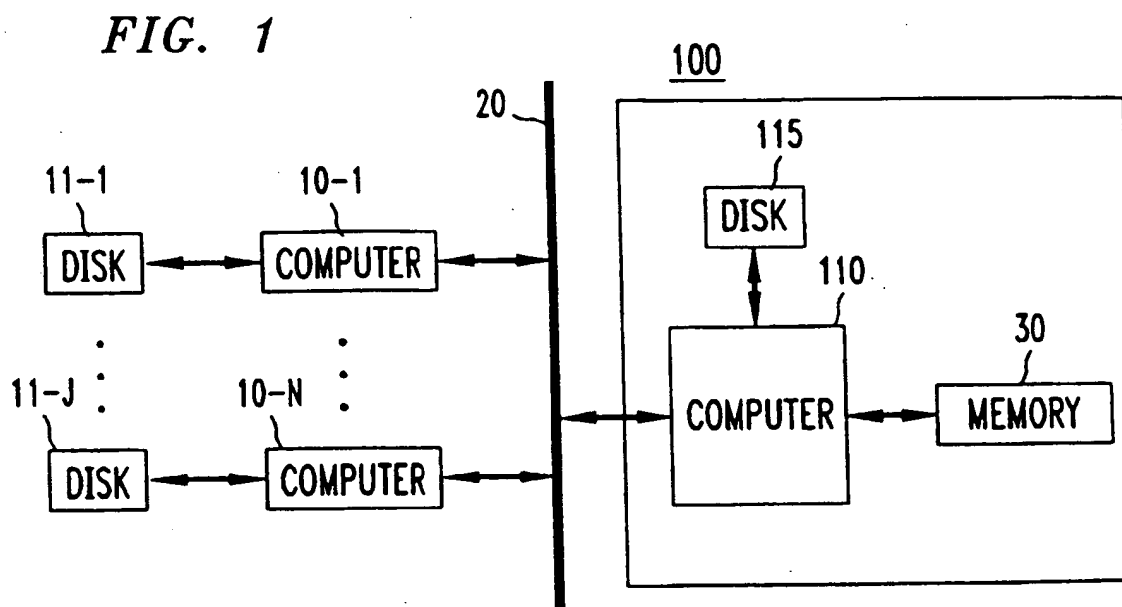 FIG. 1
100
20
115
11-1
10-1
DISK
DISK
COMPUTER
110
30
11-J
10-N
COMPUTER
MEMORY
DISK
COMPUTER